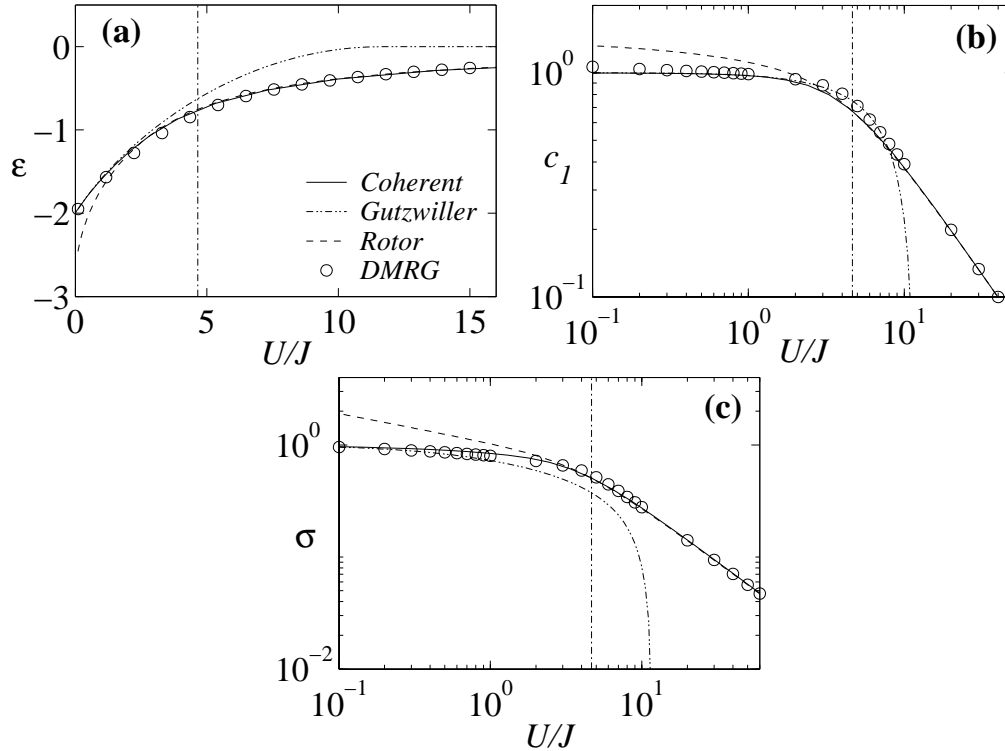 (a)
0
−1
ε
−2
−3
Coherent
Gutzwiller
Rotor
DMRG
0 5 10 15
U/J
(b)
10^0
c_1
10^−1
10^−1 10^0 10^1
U/J
(c)
10^0
σ
10^−2
10^−1 10^0 10^1
U/J